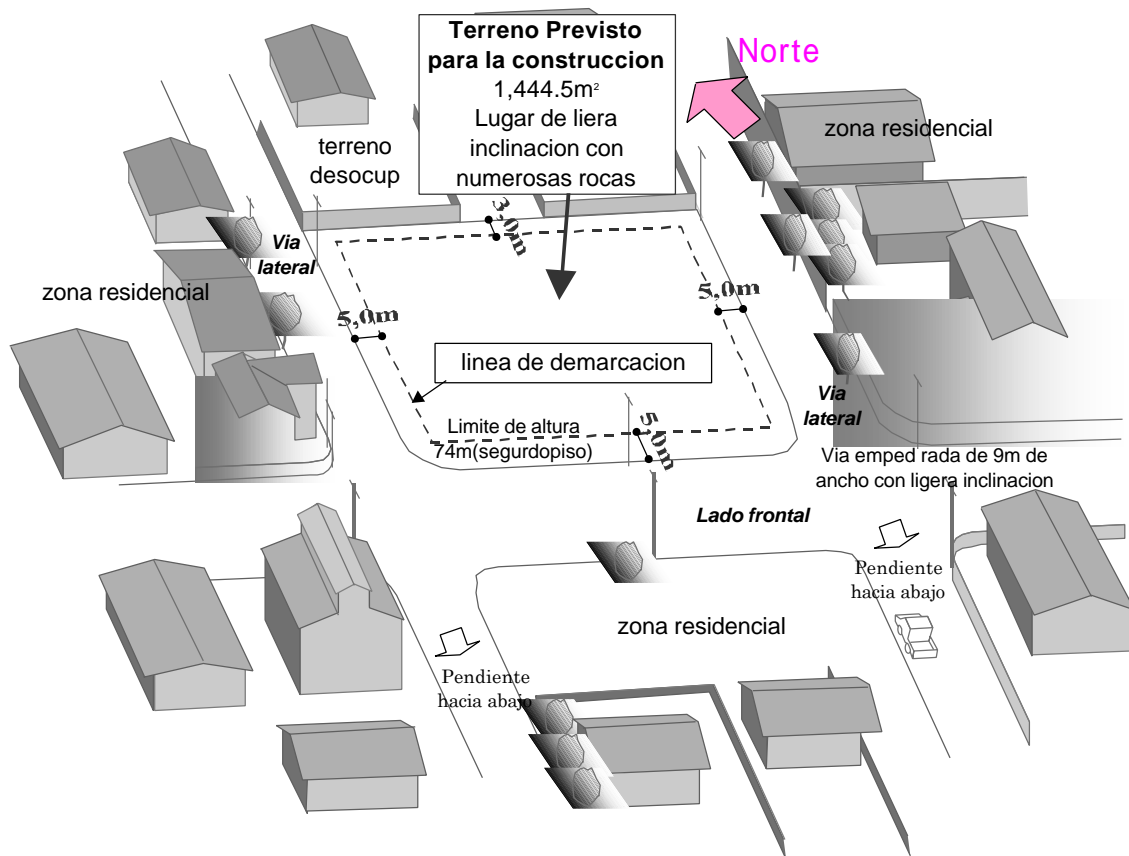 Terreno Previsto
para la construccion
1,444.5m²
Lugar de liera
inclinacion con
numerosas rocas
Norte
zona residencial
terreno
desocup
3,0m
Via
lateral
zona residencial
5,0m
5,0m
linea de demarcacion
Limite de altura
74m(segurdopiso)
5,0m
Via
lateral
Via emped rada de 9m de
ancho con ligera inclinacion
Lado frontal
Pendiente
hacia abajo
zona residencial
Pendiente
hacia abajo